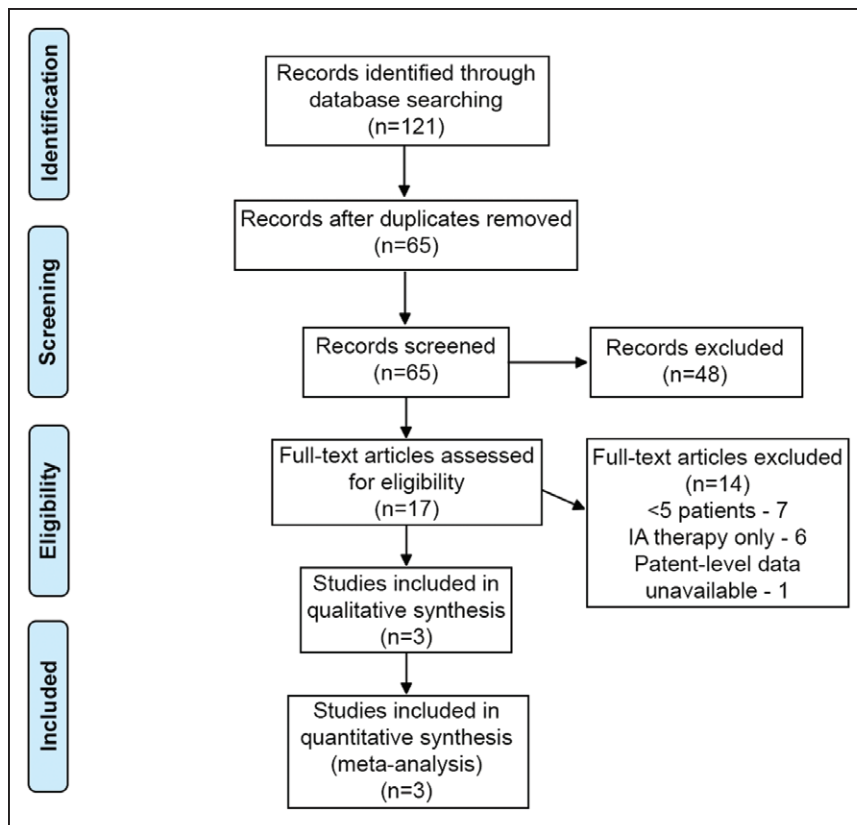 Identification
Records identified through
database searching
(n=121)
Records after duplicates removed
(n=65)
Screening
Records screened
(n=65)
Records excluded
(n=48)
Eligibility
Full-text articles assessed
for eligibility
(n=17)
Full-text articles excluded
(n=14)
<5 patients - 7
IA therapy only - 6
Patent-level data
unavailable - 1
Studies included in
qualitative synthesis
(n=3)
Included
Studies included in
quantitative synthesis
(meta-analysis)
(n=3)